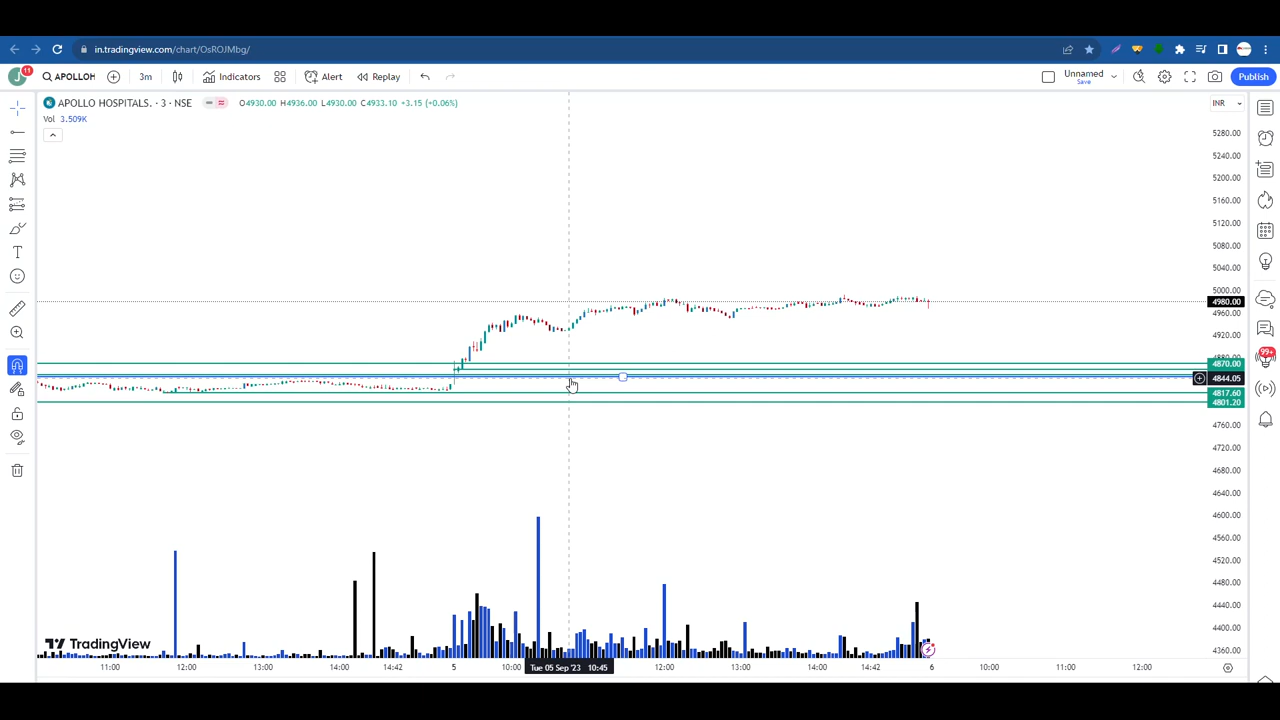 in.tradingview.com/chart/OsROJMbg/
J
11
APOLLOH
3m
Indicators
Alert
Replay
Unnamed
Save
Publish
APOLLO HOSPITALS. · 3 · NSE
O4930.00 H4936.00 L4930.00 C4933.10 +3.15 (+0.06%)
INR
Vol 3.509K
5280.00
5240.00
5200.00
5160.00
5120.00
5080.00
5040.00
5000.00
4980.00
4960.00
4920.00
4880.00
99+
4870.00
4844.05
4817.60
4801.20
4760.00
4720.00
4680.00
4640.00
4600.00
4560.00
4520.00
4480.00
4440.00
4400.00
4360.00
TradingView
11:00
12:00
13:00
14:00
14:42
5
10:00
Tue 05 Sep '23 10:45
12:00
13:00
14:00
14:42
6
10:00
11:00
12:00